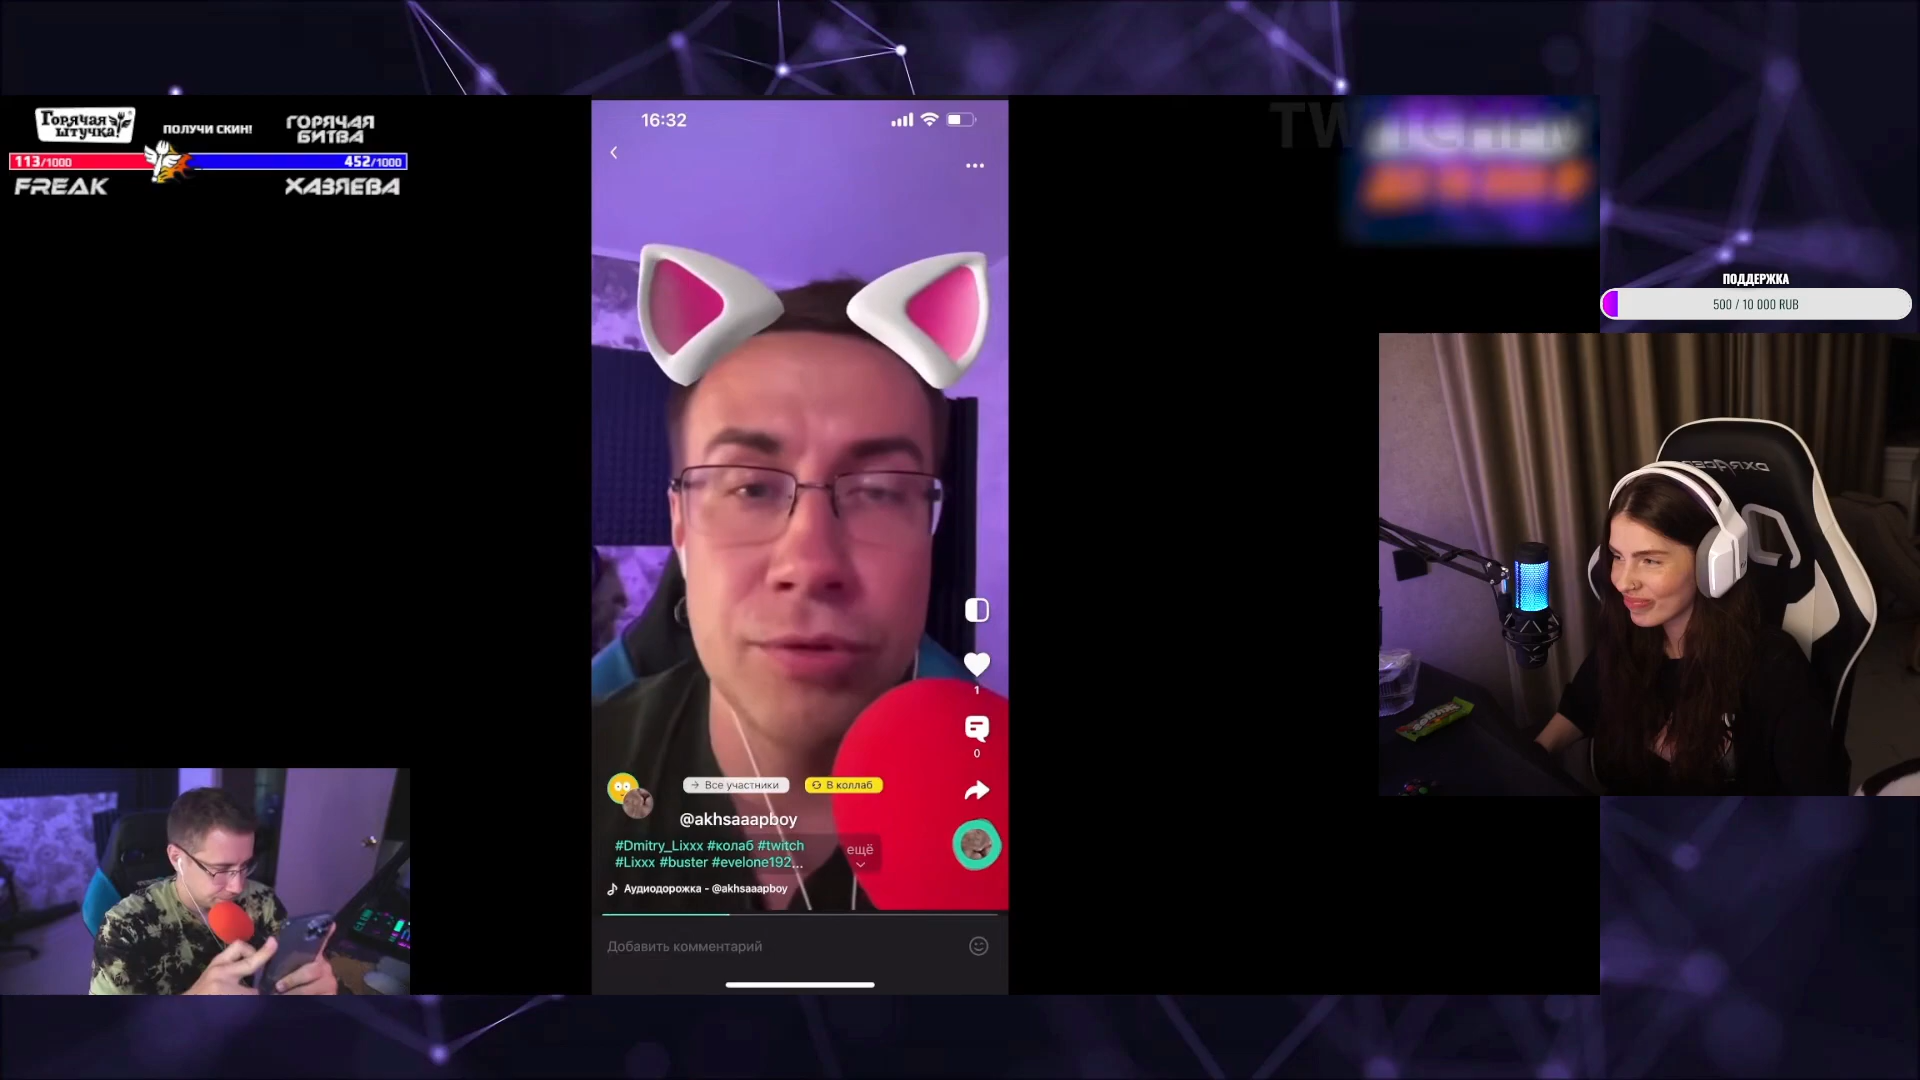 16:32
Горячая
штучка!
ПОЛУЧИ СКИН!
ГОРЯЧАЯ
БИТВА
113/1000
452/1000
FREAK
ХАЗЯЕВА
ПОДДЕРЖКА
500 / 10 000 RUB
DXRACER
1
0
Все участники
В коллаб
@akhsaaapboy
#Dmitry_Lixxx #колаб #twitch
#Lixxx #buster #evelone192...
ещё
Аудиодорожка - @akhsaaapboy
Добавить комментарий